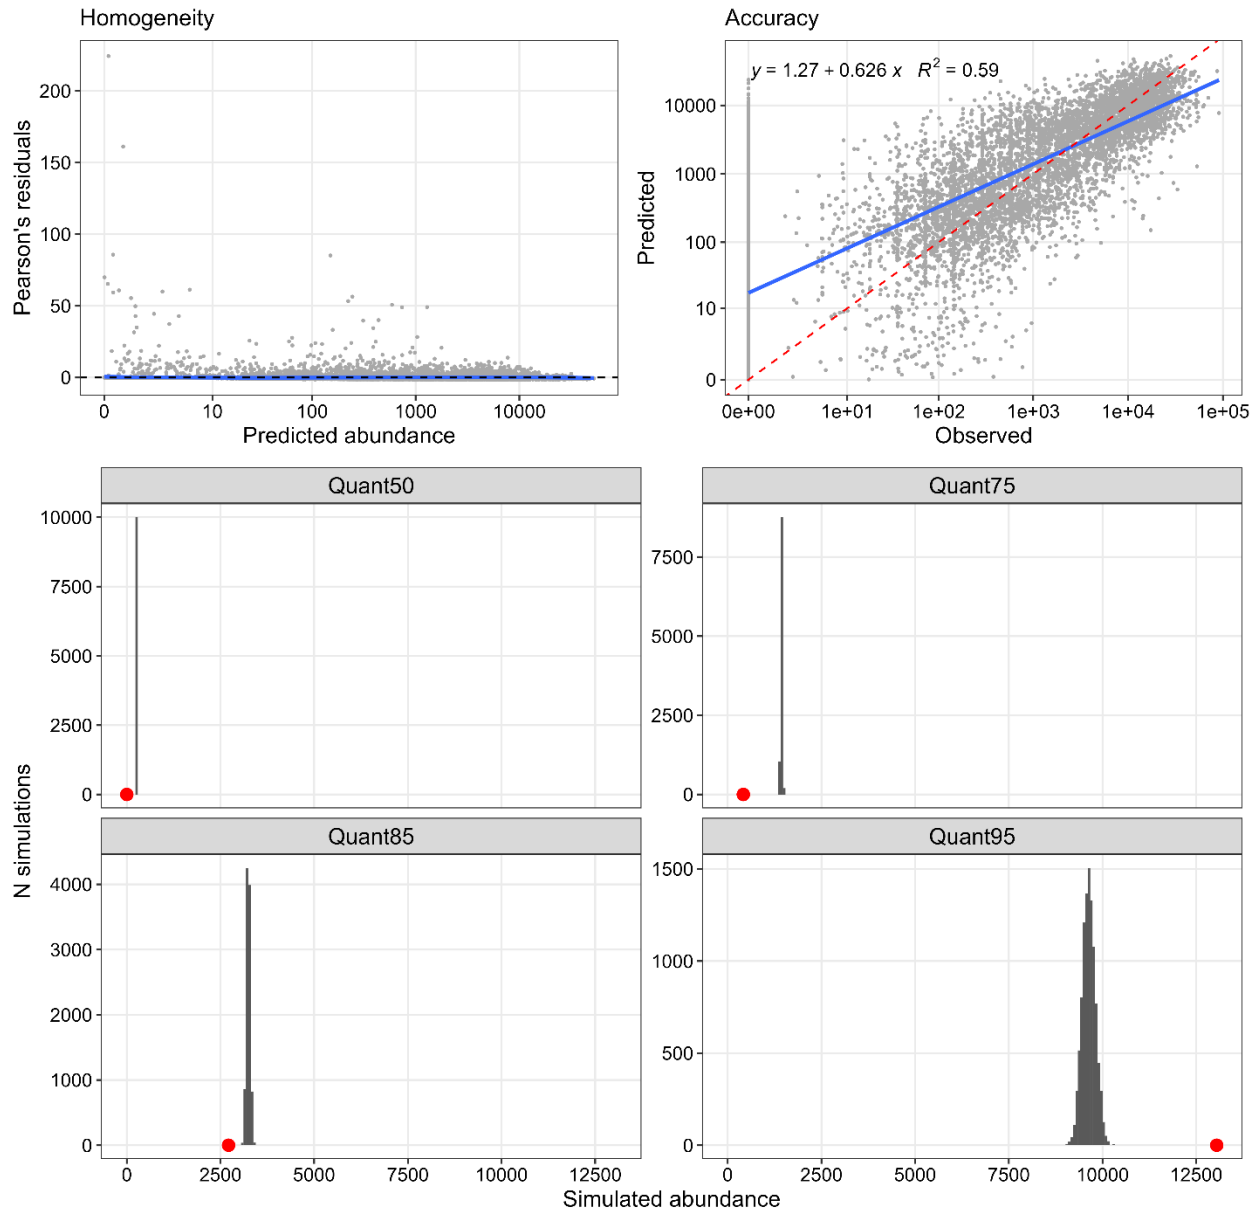 Homogeneity
Pearson's residuals
200
150
100
50
0
0 10 100 1000 10000
Predicted abundance
Accuracy
y = 1.27 + 0.626 x R² = 0.59
Predicted
10000
1000
100
10
0
0e+00 1e+01 1e+02 1e+03 1e+04 1e+05
Observed
N simulations
Quant50
10000
7500
5000
2500
0
Quant75
7500
5000
2500
0
Quant85
4000
3000
2000
1000
0
0 2500 5000 7500 10000 12500
Quant95
1500
1000
500
0
0 2500 5000 7500 10000 12500
Simulated abundance